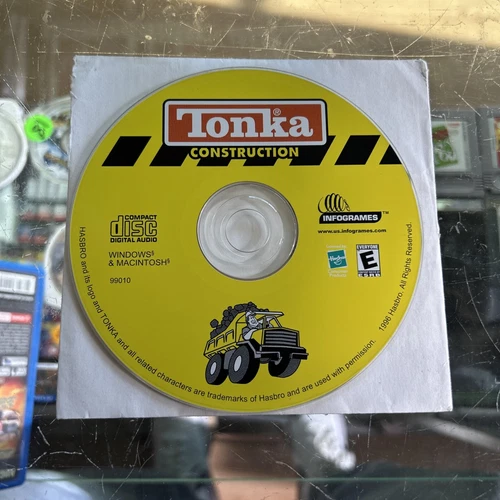 Tonka®
CONSTRUCTION
COMPACT
disc
DIGITAL AUDIO
WINDOWS®
& MACINTOSH®
99010
INFOGRAMES™
www.us.infogrames.com
Hasbro
EVERYONE
E
ESRB
HASBRO and its logo and TONKA and all related characters are trademarks of Hasbro and are used with permission. 1996 Hasbro. All Rights Reserved.